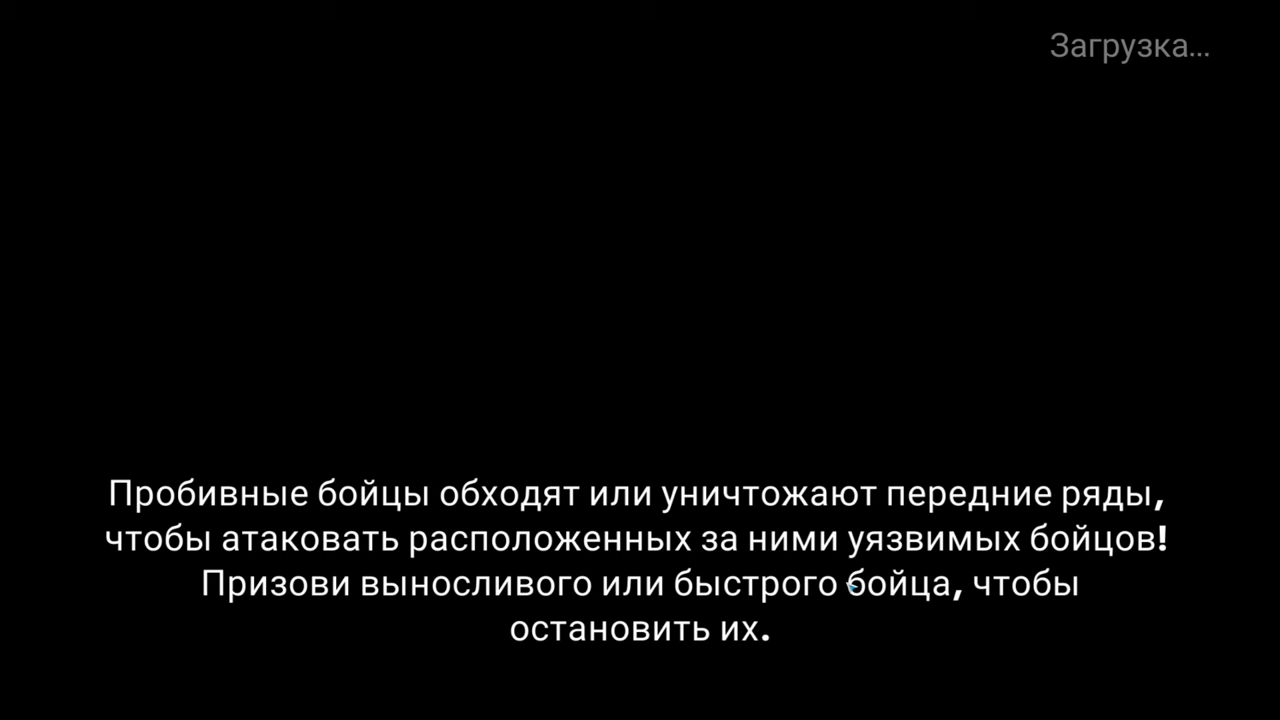 Загрузка...
Пробивные бойцы обходят или уничтожают передние ряды,
чтобы атаковать расположенных за ними уязвимых бойцов!
Призови выносливого или быстрого бойца, чтобы
остановить их.